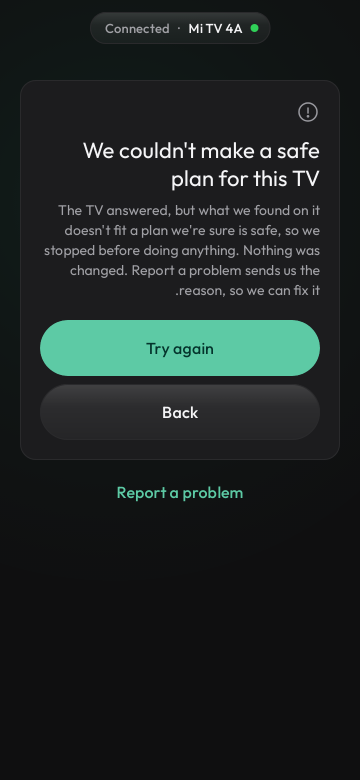 Connected · Mi TV 4A
We couldn't make a safe
plan for this TV
The TV answered, but what we found on it
doesn't fit a plan we're sure is safe, so we
stopped before doing anything. Nothing was
changed. Report a problem sends us the
.reason, so we can fix it
Try again
Back
Report a problem